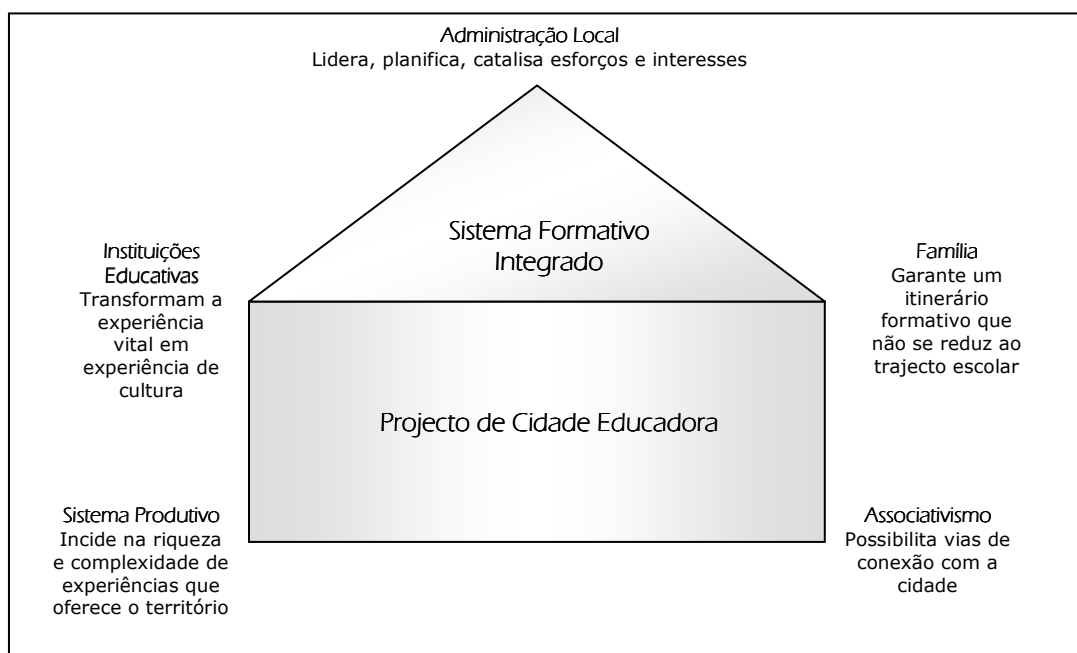 Administração Local
Lidera, planifica, catalisa esforços e interesses
Sistema Formativo
Integrado
Instituições
Educativas
Transformam a
experiência
vital em
experiência de
cultura
Família
Garante um
itinerário
formativo que
não se reduz ao
trajecto escolar
Projecto de Cidade Educadora
Sistema Produtivo
Incide na riqueza
e complexidade de
experiências que
oferece o território
Associativismo
Possibilita vias de
conexão com a
cidade